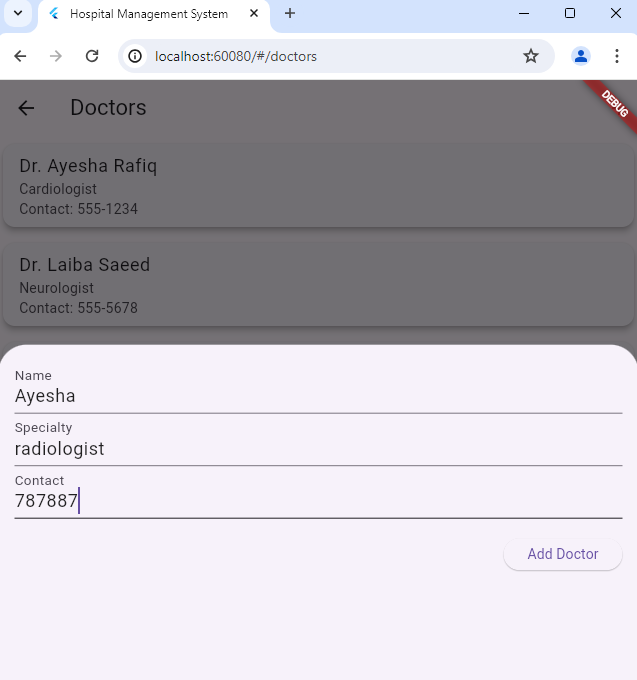 Hospital Management System
localhost:60080/#/doctors
Doctors
DEBUG
Dr. Ayesha Rafiq
Cardiologist
Contact: 555-1234
Dr. Laiba Saeed
Neurologist
Contact: 555-5678
Name
Ayesha
Specialty
radiologist
Contact
787887
Add Doctor